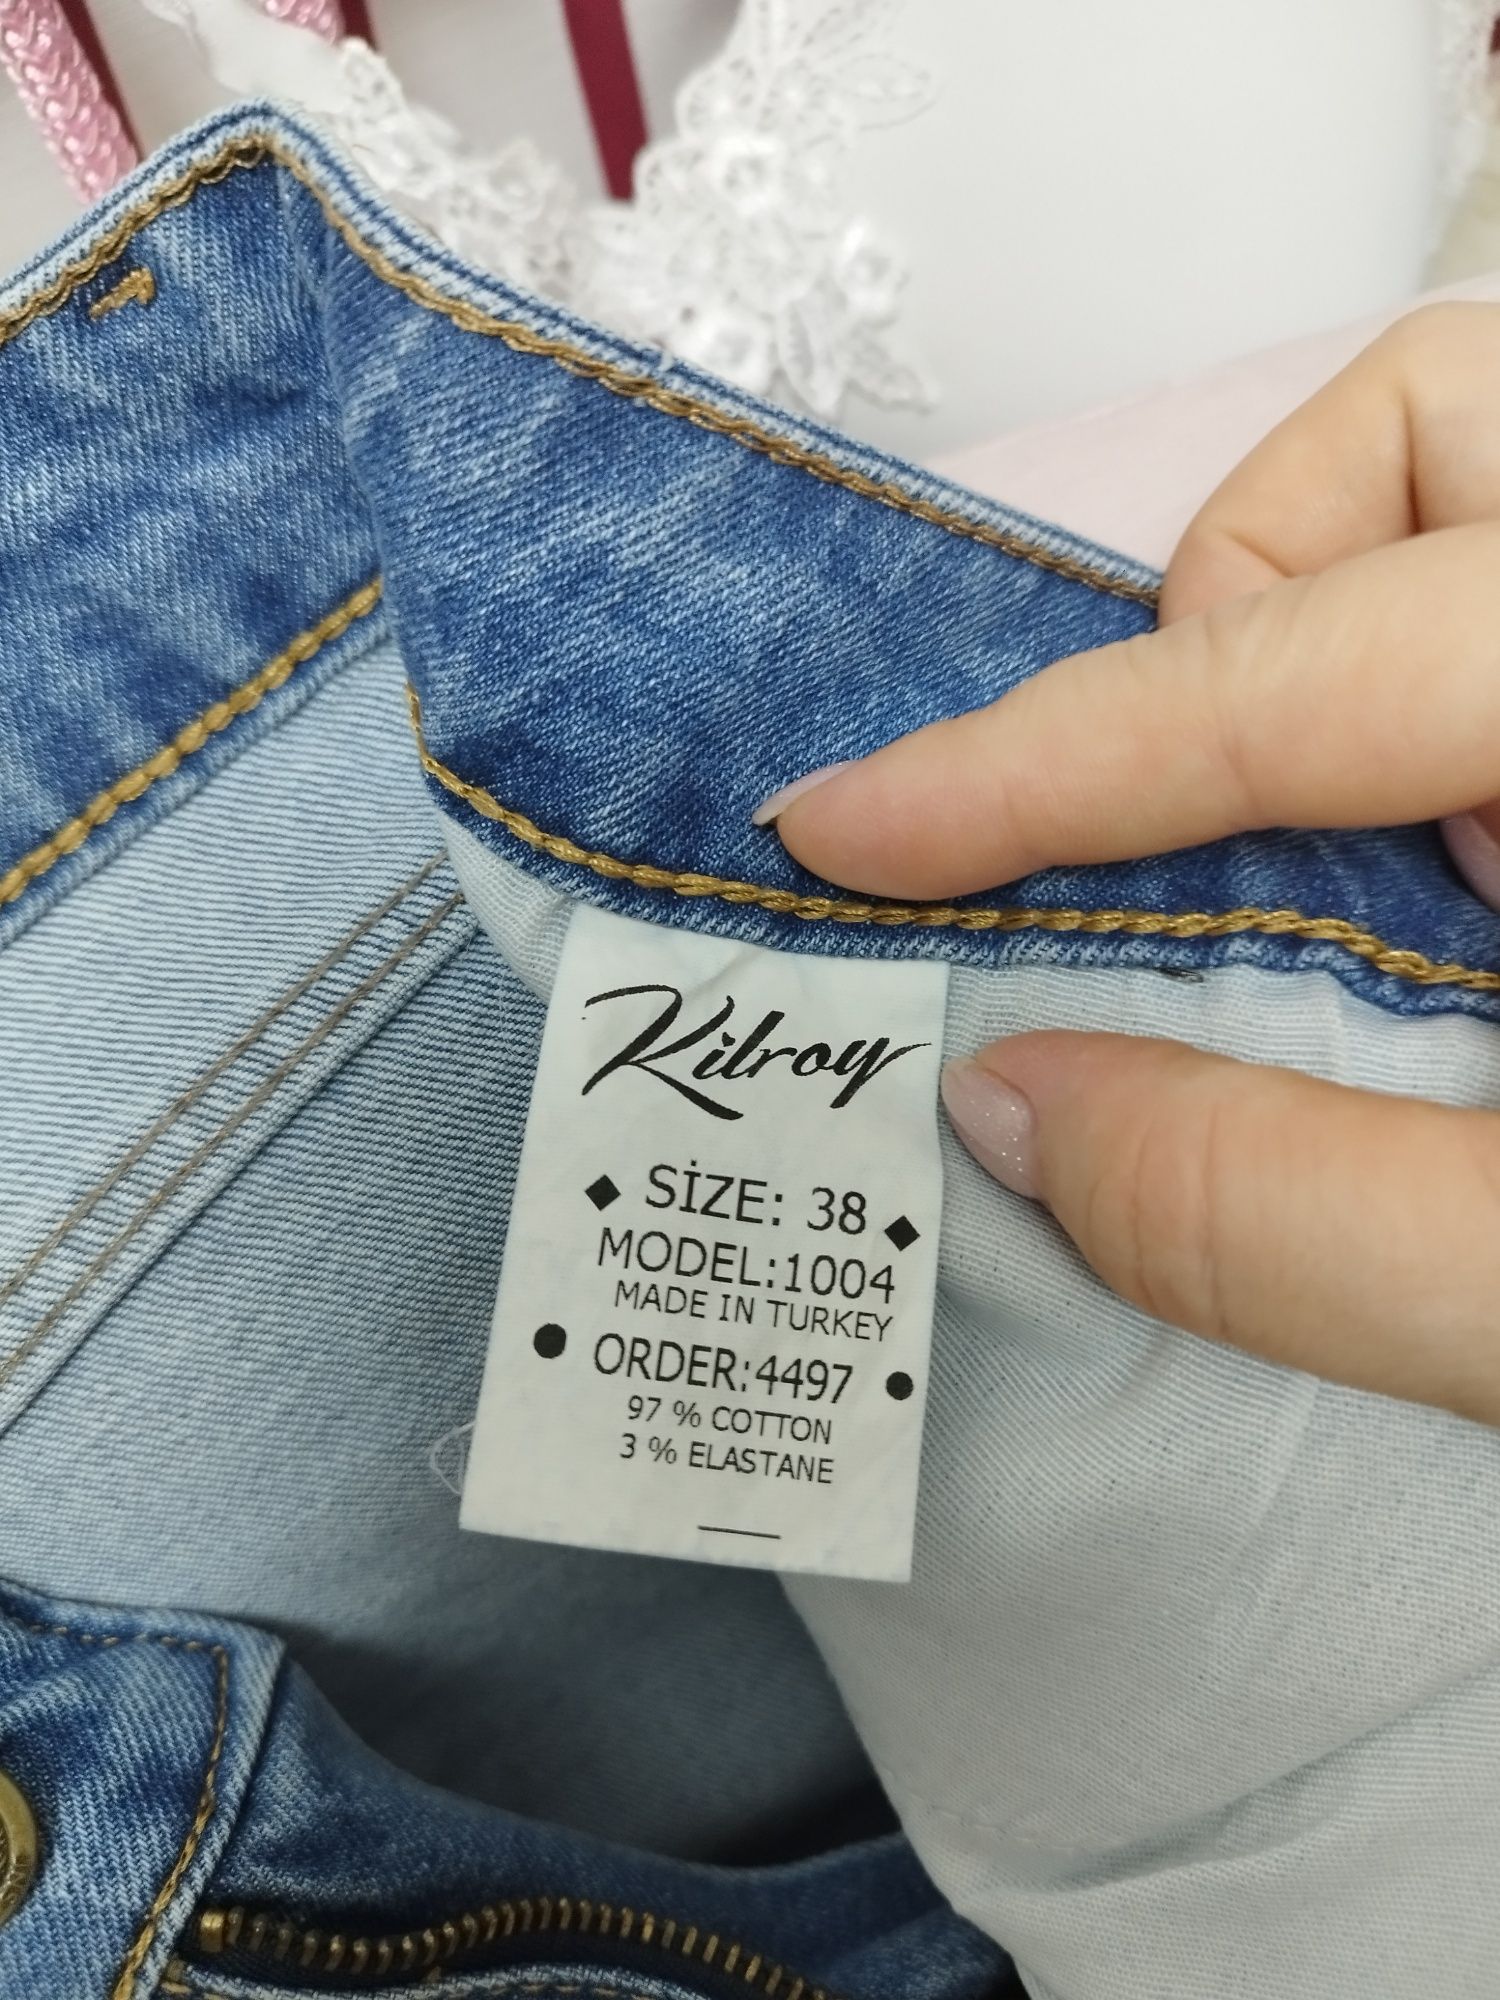 Kilroy
SİZE: 38
MODEL:1004
MADE IN TURKEY
ORDER:4497
97 % COTTON
3 % ELASTANE